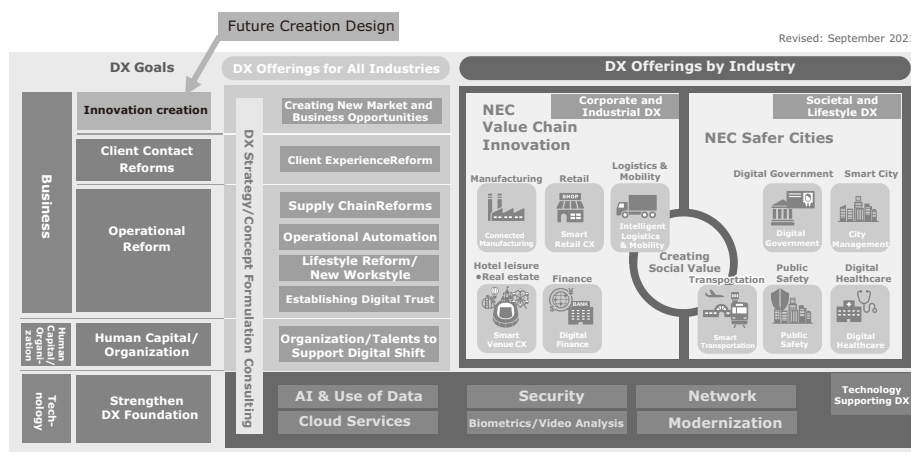 Future Creation Design
Revised: September 2021
DX Goals
DX Offerings for All Industries
DX Offerings by Industry
Business
Innovation creation
Client Contact
Reforms
Operational
Reform
Human
Capital/
Organi-
zation
Human Capital/
Organization
Tech-
nology
Strengthen
DX Foundation
DX Strategy/Concept Formulation Consulting
Creating New Market and
Business Opportunities
Client ExperienceReform
Supply ChainReforms
Operational Automation
Lifestyle Reform/
New Workstyle
Establishing Digital Trust
Organization/Talents to
Support Digital Shift
NEC
Value Chain
Innovation
Corporate and
Industrial DX
Manufacturing
Connected
Manufacturing
Retail
SHOP
Smart
Retail CX
Logistics &
Mobility
Intelligent
Logistics
& Mobility
Hotel leisure
•Real estate
Smart
Venue CX
Finance
BANK
Digital
Finance
Creating
Social Value
Societal and
Lifestyle DX
NEC Safer Cities
Digital Government
Digital
Government
Smart City
City
Management
Transportation
Smart
Transportation
Public
Safety
Public
Safety
Digital
Healthcare
Digital
Healthcare
AI & Use of Data
Security
Network
Technology
Supporting DX
Cloud Services
Biometrics/Video Analysis
Modernization